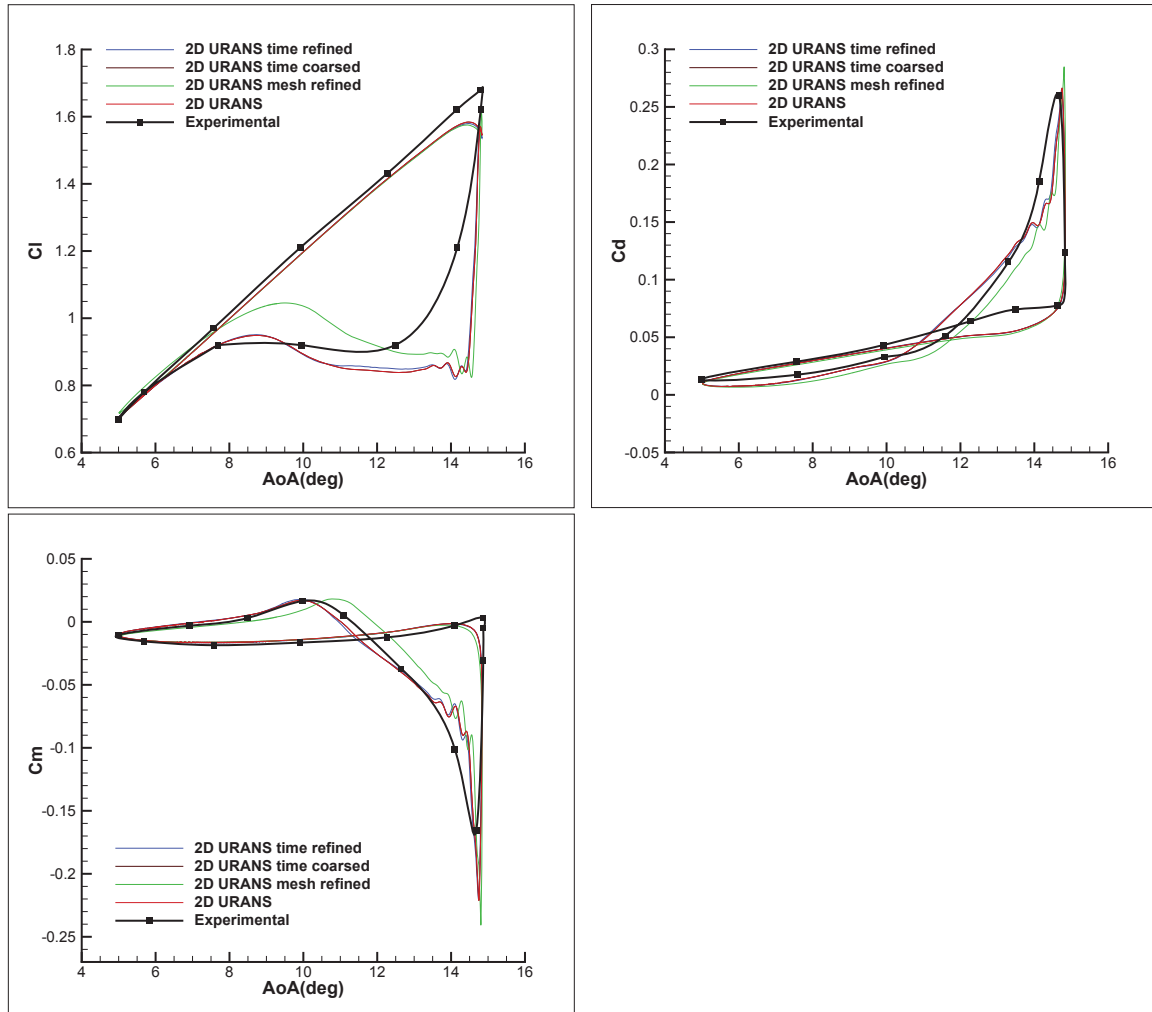 2D URANS time refined
2D URANS time coarsed
2D URANS mesh refined
2D URANS
Experimental
1.8
1.6
1.4
1.2
1
0.8
0.6
Cl
4 6 8 10 12 14 16
AoA(deg)
2D URANS time refined
2D URANS time coarsed
2D URANS mesh refined
2D URANS
Experimental
0.3
0.25
0.2
0.15
0.1
0.05
0
-0.05
Cd
4 6 8 10 12 14 16
AoA(deg)
0.05
0
-0.05
-0.1
-0.15
-0.2
-0.25
Cm
2D URANS time refined
2D URANS time coarsed
2D URANS mesh refined
2D URANS
Experimental
4 6 8 10 12 14 16
AoA(deg)